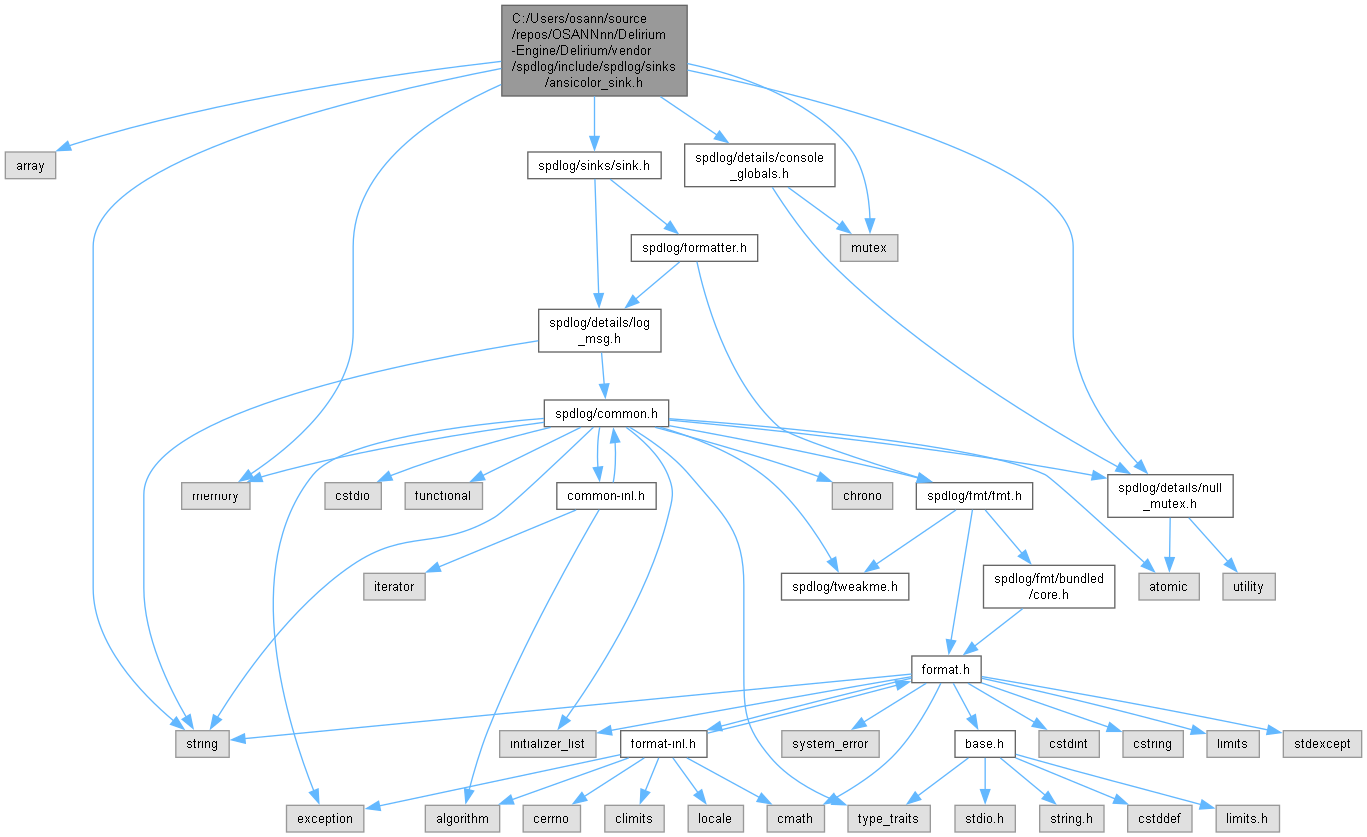 C:/Users/osann/source
/repos/OSANNnn/Delirium
-Engine/Delirium/vendor
/spdlog/include/spdlog/sinks
/ansicolor_sink.h
array
spdlog/sinks/sink.h
spdlog/details/console
_globals.h
spdlog/formatter.h
mutex
spdlog/details/log
_msg.h
spdlog/common.h
memory
cstdio
functional
common-inl.h
chrono
spdlog/fmt/fmt.h
spdlog/details/null
_mutex.h
iterator
spdlog/tweakme.h
spdlog/fmt/bundled
/core.h
atomic
utility
format.h
string
initializer_list
format-inl.h
system_error
base.h
cstdint
cstring
limits
stdexcept
exception
algorithm
cerrno
climits
locale
cmath
type_traits
stdio.h
string.h
cstddef
limits.h